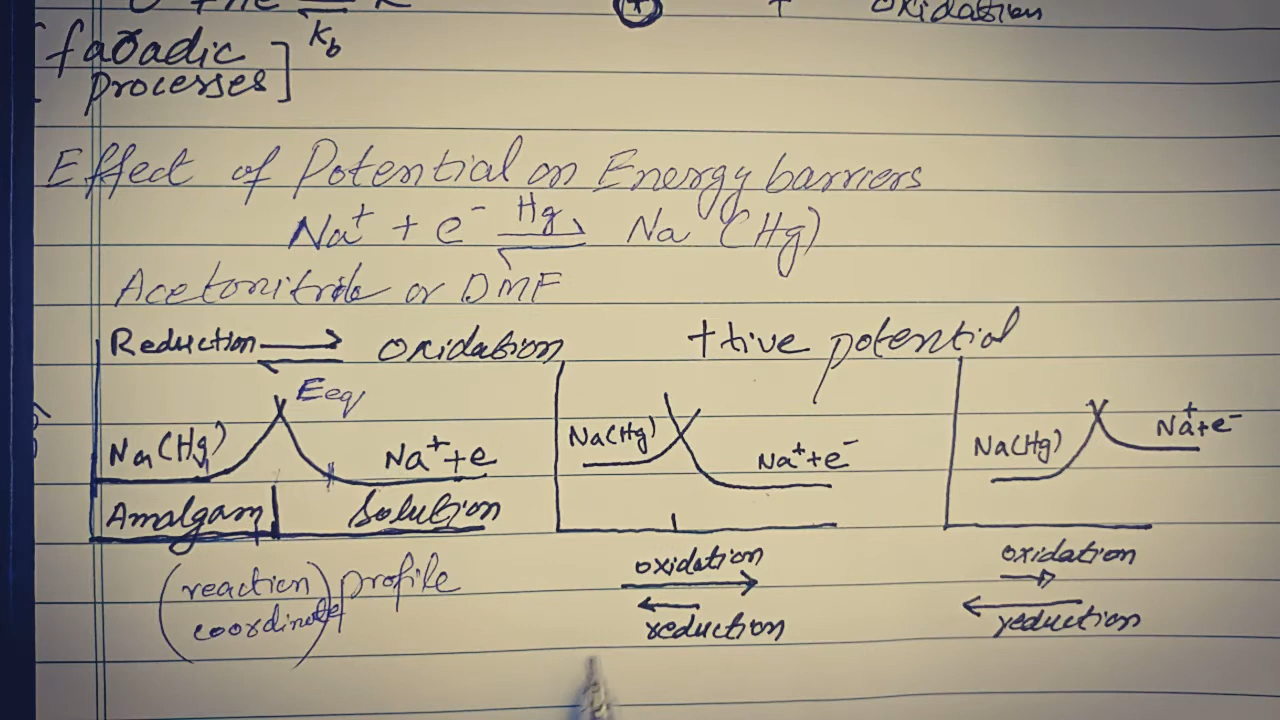 oxidation
[faradic
processes]
Kb
Effect of Potential on Energy barriers
Na+ + e- Hg ⇌ Na (Hg)
Acetonitrile or DMF
Reduction ⇌ Oxidation
+tive potential
Eeq
Na(Hg)
Na+ + e
Amalgam
Solution
(reaction coordinate) profile
Na(Hg)
Na+ + e-
oxidation
reduction
Na(Hg)
Na+ + e-
oxidation
reduction